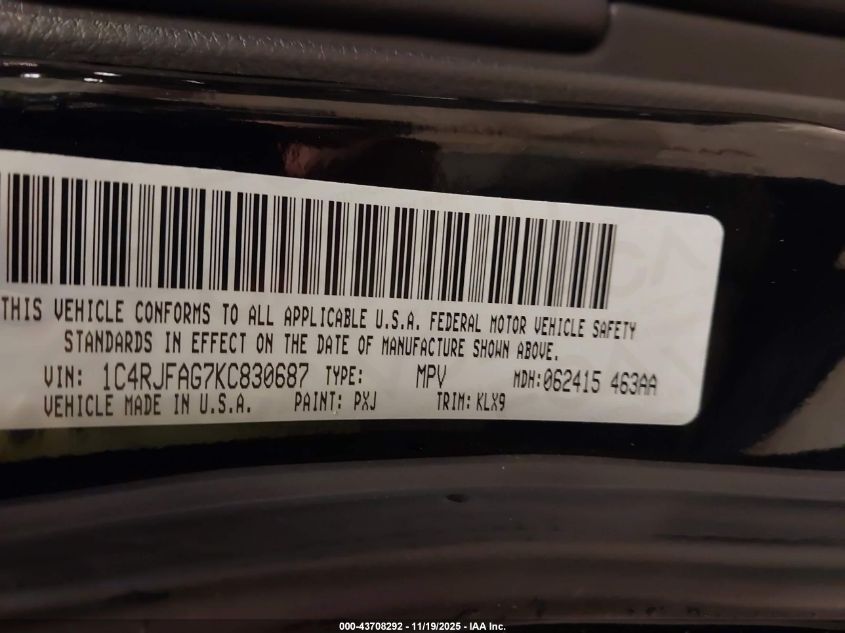 THIS VEHICLE CONFORMS TO ALL APPLICABLE U.S.A. FEDERAL MOTOR VEHICLE SAFETY
STANDARDS IN EFFECT ON THE DATE OF MANUFACTURE SHOWN ABOVE.
VIN: 1C4RJFAG7KC830687 TYPE: MPV MDH:062415 463AA
VEHICLE MADE IN U.S.A. PAINT: PXJ TRIM: KLX9
000-43708292 - 11/19/2025 - IAA Inc.